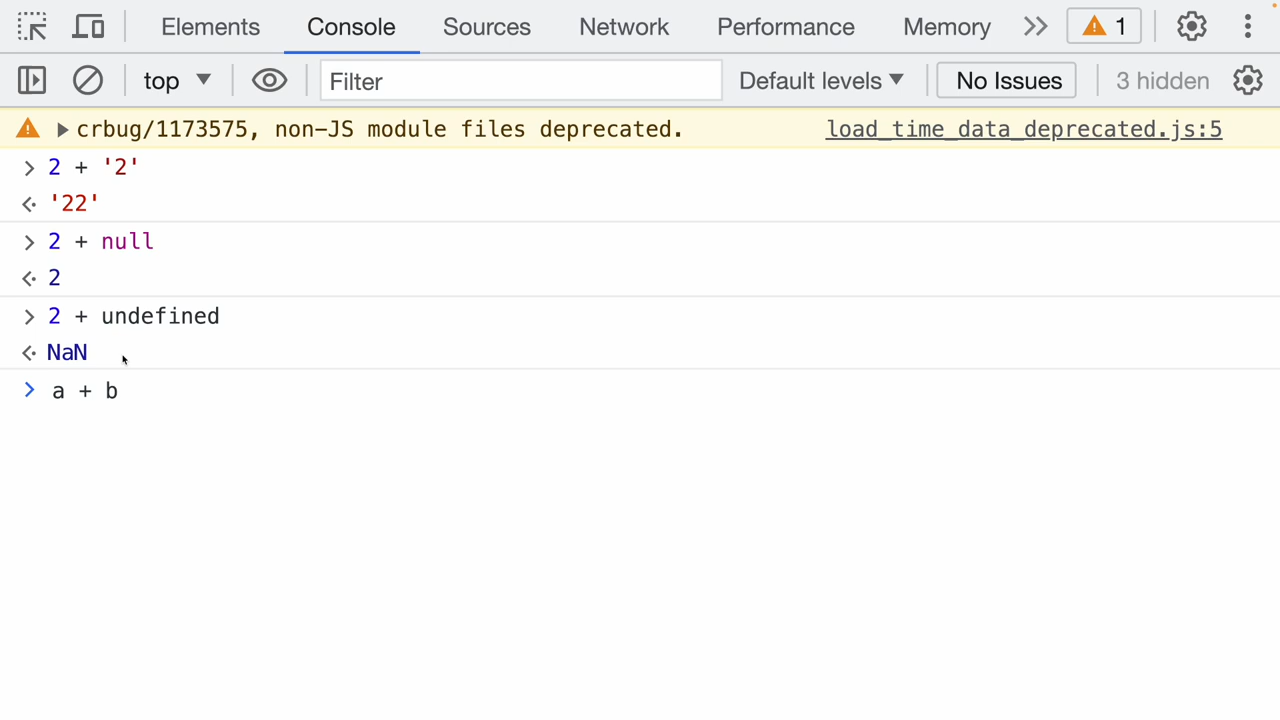 Elements Console Sources Network Performance Memory 1
top Filter Default levels No Issues 3 hidden
crbug/1173575, non-JS module files deprecated. load_time_data_deprecated.js:5
> 2 + '2'
'22'
> 2 + null
2
> 2 + undefined
NaN
> a + b